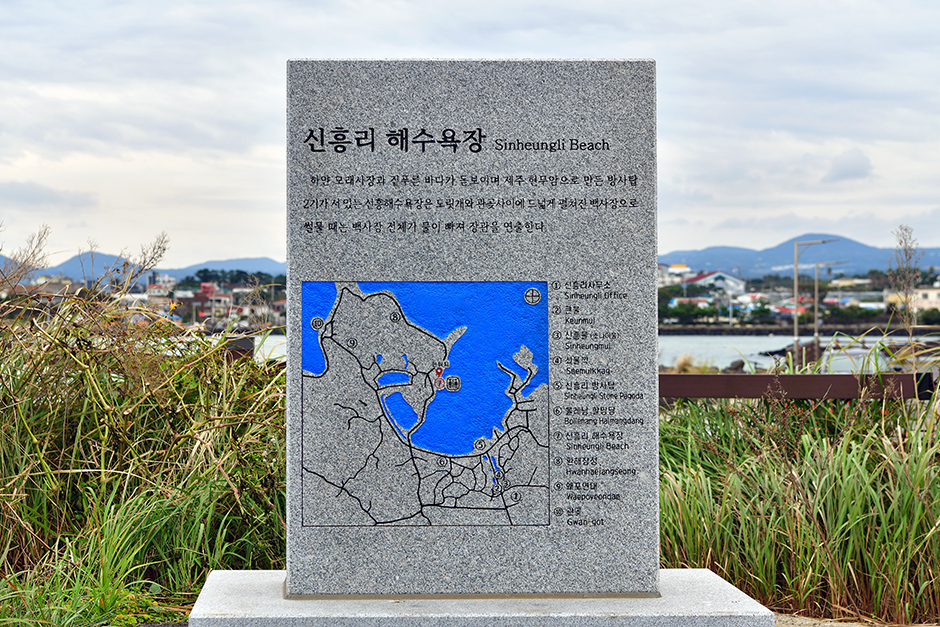 신흥리 해수욕장 Sinheungli Beach
하얀 모래사장과 짙푸른 바다가 돋보이며 제주 현무암으로 만든 방사탑
2기가 서 있는 신흥해수욕장은 도릿개와 관곶사이에 드넓게 펼쳐진 백사장으로
썰물 때는 백사장 전체가 물이 빠져 장관을 연출한다
① 신흥리사무소
Sinheungli Office
② 큰물
Keunmul
③ 신흥물
Sinheungmul
④
⑤ 신흥리 방사탑
Sinheungli Stone Pagoda
⑥ 볼레낭 할망당
Bollenang Halmangdang
⑦ 신흥리 해수욕장
Sinheungli Beach
⑧ 환해장성
Hwanhaejangseong
⑨ 왜포연대
Waepoyeondae
⑩ 관곶
Gwan-got